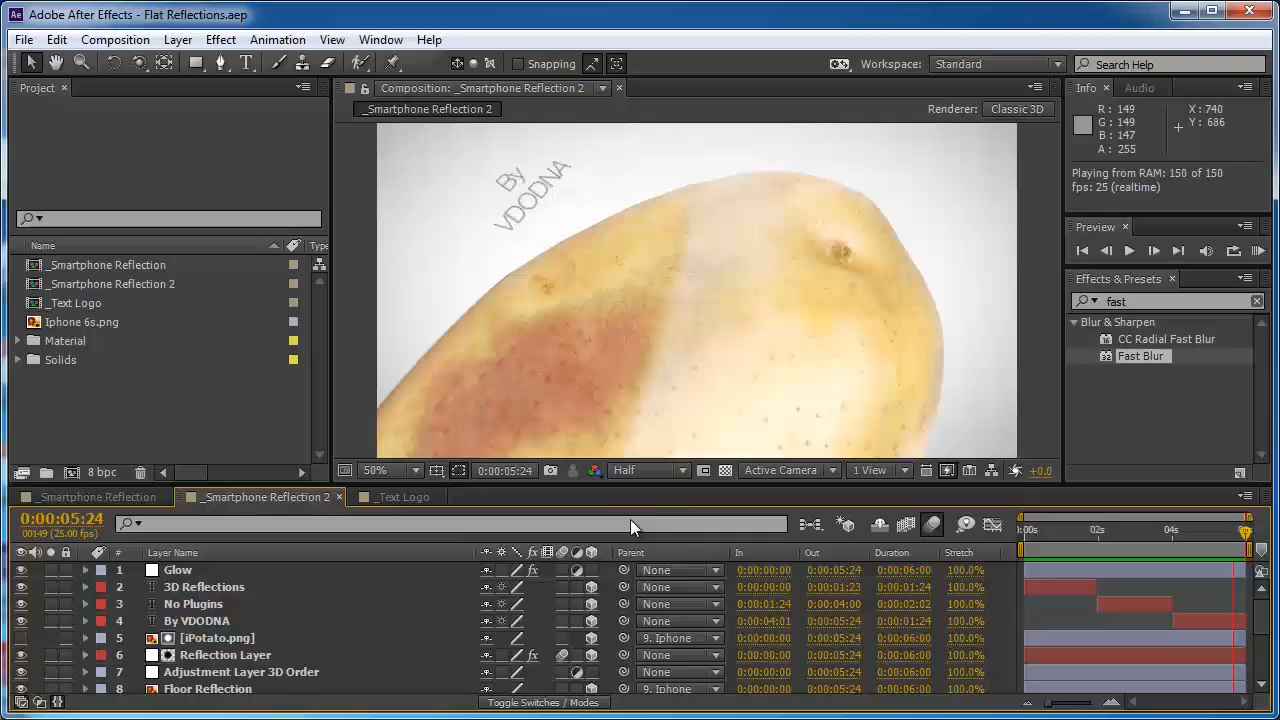 Adobe After Effects - Flat Reflections.aep
File Edit Composition Layer Effect Animation View Window Help
Snapping Workspace: Standard Search Help
Project Composition: _Smartphone Reflection 2 Info Audio
_Smartphone Reflection 2 Renderer: Classic 3D
R : 149 X : 740
G : 149 Y : 686
B : 147
A : 255
Playing from RAM: 150 of 150
fps: 25 (realtime)
By
VDODNA
Preview
Name Type
Effects & Presets
_Smartphone Reflection
_Smartphone Reflection 2
_Text Logo
Iphone 6s.png
Material
Solids
fast
Blur & Sharpen
CC Radial Fast Blur
Fast Blur
8 bpc 50% 0:00:05:24 Half Active Camera 1 View +0.0
_Smartphone Reflection _Smartphone Reflection 2 _Text Logo
0:00:05:24
00149 (25.00 fps)
:00s 02s 04s
# Layer Name Parent In Out Duration Stretch
1 Glow None 0:00:00:00 0:00:05:24 0:00:06:00 100.0%
2 T 3D Reflections None 0:00:00:00 0:00:01:23 0:00:01:24 100.0%
3 T No Plugins None 0:00:01:24 0:00:04:00 0:00:02:02 100.0%
4 T By VDODNA None 0:00:04:01 0:00:05:24 0:00:01:24 100.0%
5 [iPotato.png] 9. Iphone 0:00:00:00 0:00:05:24 0:00:06:00 100.0%
6 Reflection Layer None 0:00:00:00 0:00:05:24 0:00:06:00 100.0%
7 Adjustment Layer 3D Order None 0:00:00:00 0:00:05:24 0:00:06:00 100.0%
8 Floor Reflection 9. Iphone 0:00:00:00 0:00:05:24 0:00:06:00 100.0%
Toggle Switches / Modes